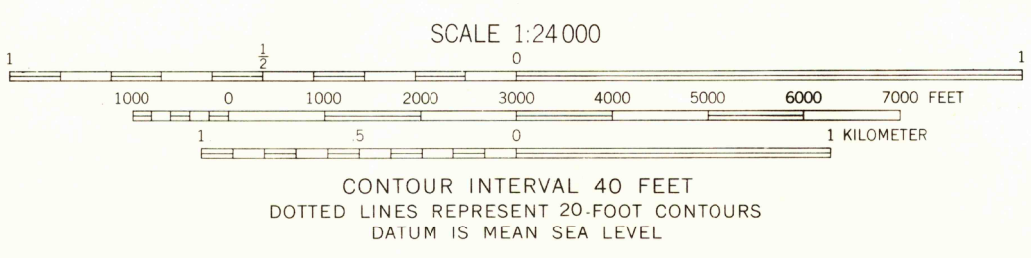 SCALE 1:24000
1 1/2 0 1
1000 0 1000 2000 3000 4000 5000 6000 7000 FEET
1 .5 0 1 KILOMETER
CONTOUR INTERVAL 40 FEET
DOTTED LINES REPRESENT 20-FOOT CONTOURS
DATUM IS MEAN SEA LEVEL